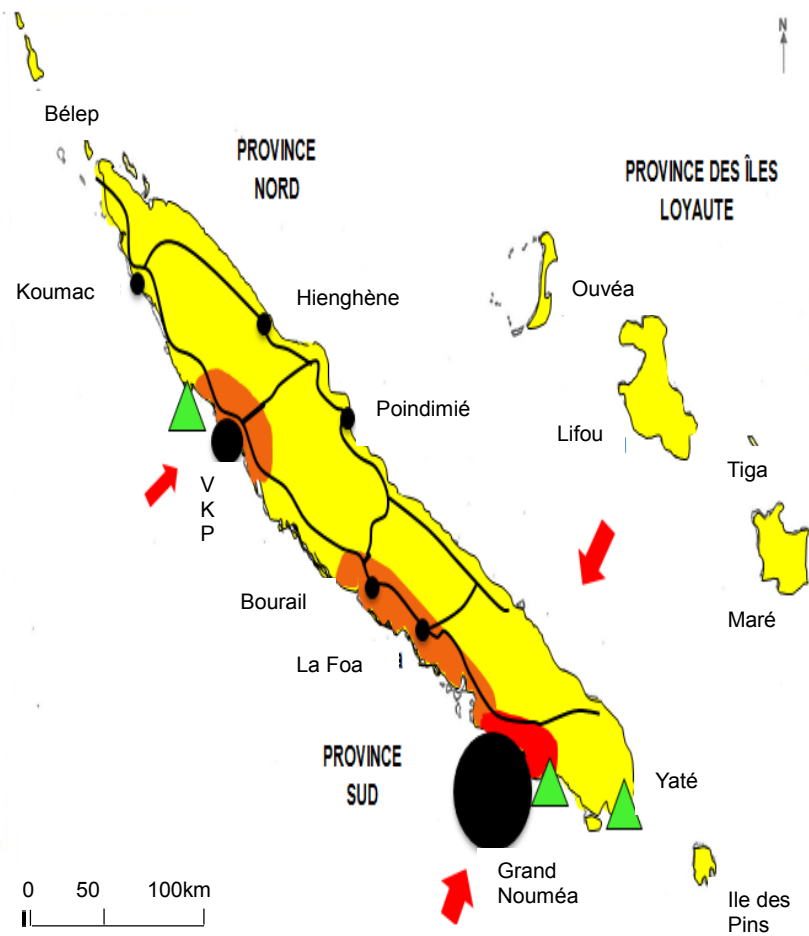 N
Bélep
PROVINCE
NORD
PROVINCE DES ÎLES
LOYAUTE
Koumac
Hienghène
Ouvéa
Poindimié
Lifou
Tiga
V
K
P
Bourail
Maré
La Foa
PROVINCE
SUD
Yaté
Grand
Nouméa
0 50 100km
Ile des
Pins